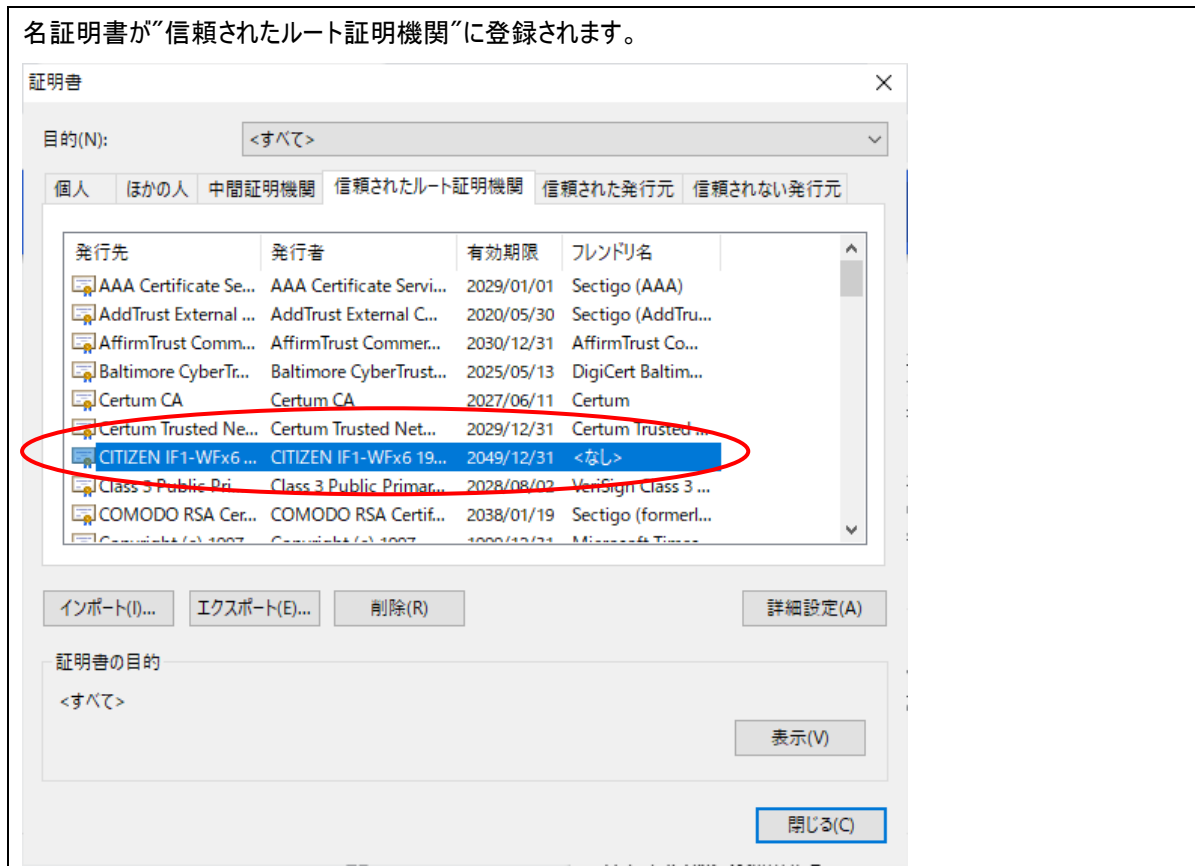 名証明書が″信頼されたルート証明機関″に登録されます。
証明書
目的(N): <すべて>
個人 ほかの人 中間証明機関 信頼されたルート証明機関 信頼された発行元 信頼されない発行元
発行先 発行者 有効期限 フレンドリ名
AAA Certificate Se... AAA Certificate Servi... 2029/01/01 Sectigo (AAA)
AddTrust External ... AddTrust External C... 2020/05/30 Sectigo (AddTru...
AffirmTrust Comm... AffirmTrust Commer... 2030/12/31 AffirmTrust Co...
Baltimore CyberTr... Baltimore CyberTrust... 2025/05/13 DigiCert Baltim...
Certum CA Certum CA 2027/06/11 Certum
Certum Trusted Ne... Certum Trusted Net... 2029/12/31 Certum Trusted ...
CITIZEN IF1-WFx6 ... CITIZEN IF1-WFx6 19... 2049/12/31 <なし>
Class 3 Public Pri... Class 3 Public Primar... 2028/08/02 VeriSign Class 3 ...
COMODO RSA Cer... COMODO RSA Certif... 2038/01/19 Sectigo (formerl...
Copyright (c) 1997 Copyright (c) 1997 1999/12/31 Microsoft Times
インポート(I)... エクスポート(E)... 削除(R) 詳細設定(A)
証明書の目的
<すべて>
表示(V)
閉じる(C)